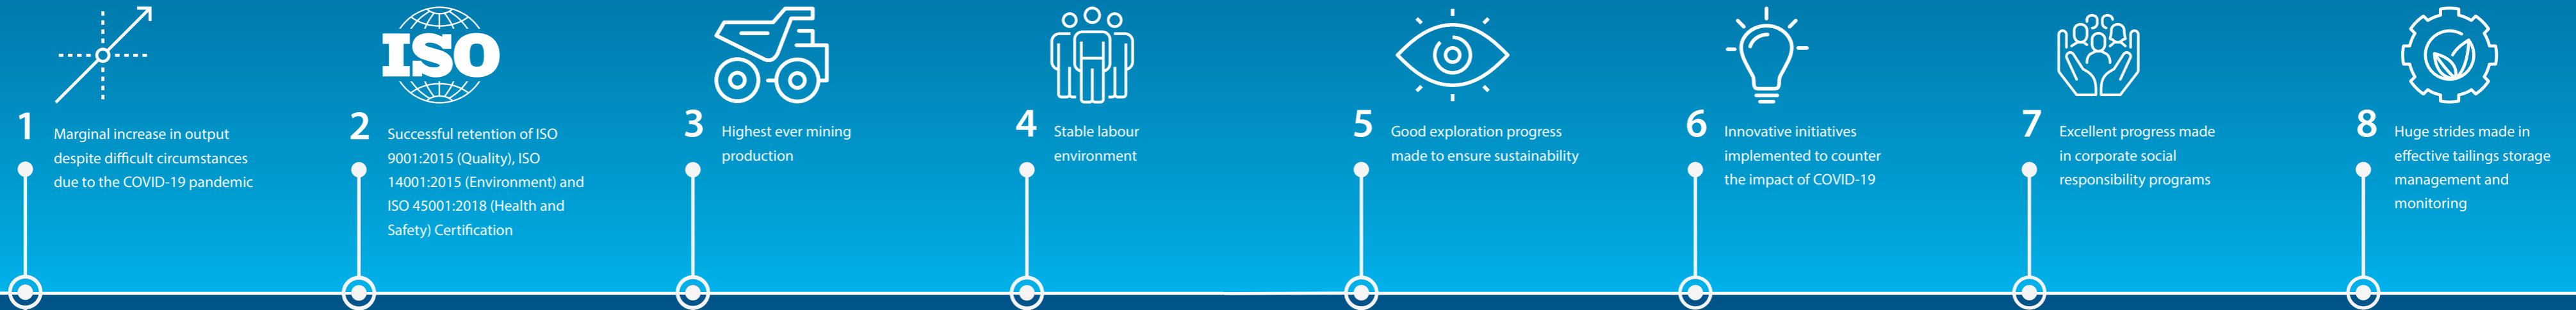 1
Marginal increase in output
despite difficult circumstances
due to the COVID-19 pandemic
ISO
2
Successful retention of ISO
9001:2015 (Quality), ISO
14001:2015 (Environment) and
ISO 45001:2018 (Health and
Safety) Certification
3
Highest ever mining
production
4
Stable labour
environment
5
Good exploration progress
made to ensure sustainability
6
Innovative initiatives
implemented to counter
the impact of COVID-19
7
Excellent progress made
in corporate social
responsibility programs
8
Huge strides made in
effective tailings storage
management and
monitoring